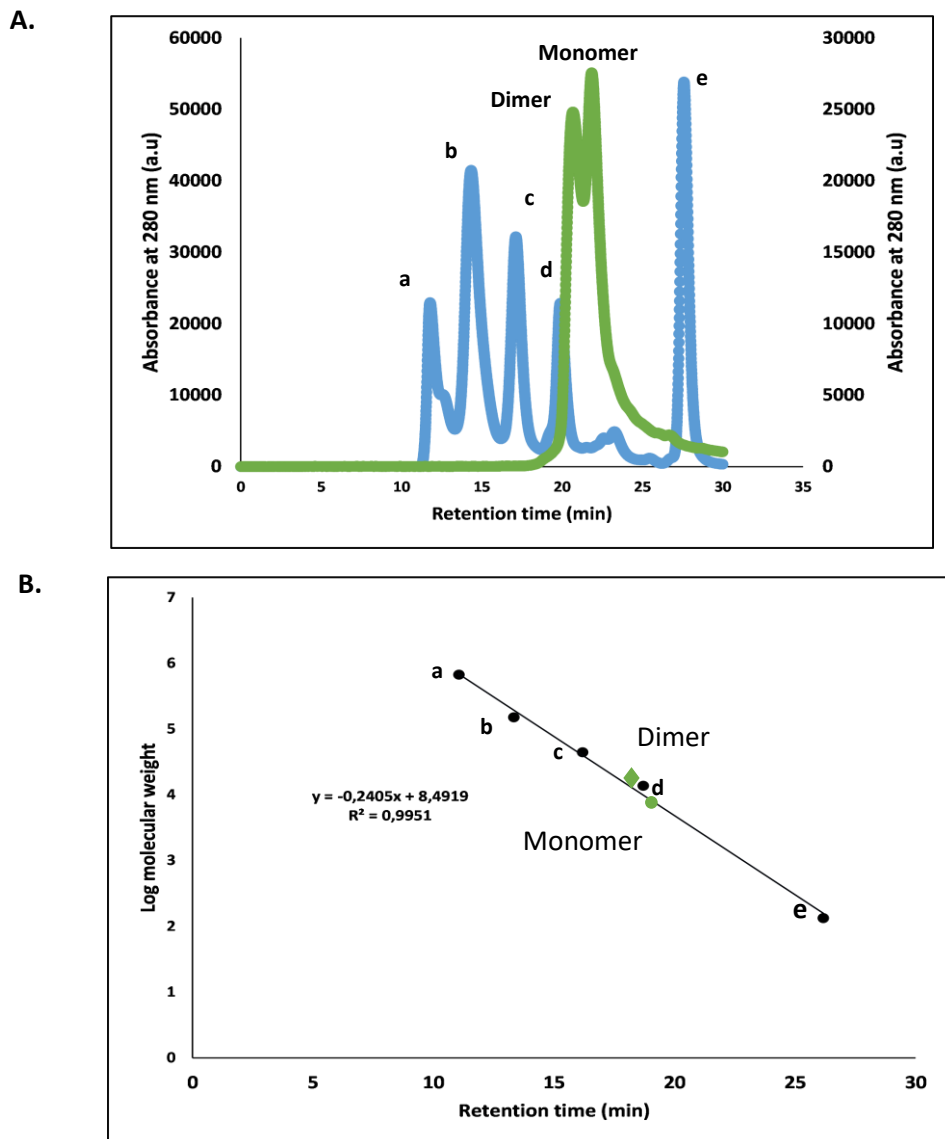 A.
60000
50000
40000
30000
20000
10000
0
Absorbance at 280 nm (a.u)
30000
25000
20000
15000
10000
5000
0
Absorbance at 280 nm (a.u)
Monomer
Dimer
a
b
c
d
e
0 5 10 15 20 25 30 35
Retention time (min)
B.
7
6
5
4
3
2
1
0
Log molecular weight
a
b
c
Dimer
d
Monomer
e
y = -0,2405x + 8,4919
R² = 0,9951
0 5 10 15 20 25 30
Retention time (min)